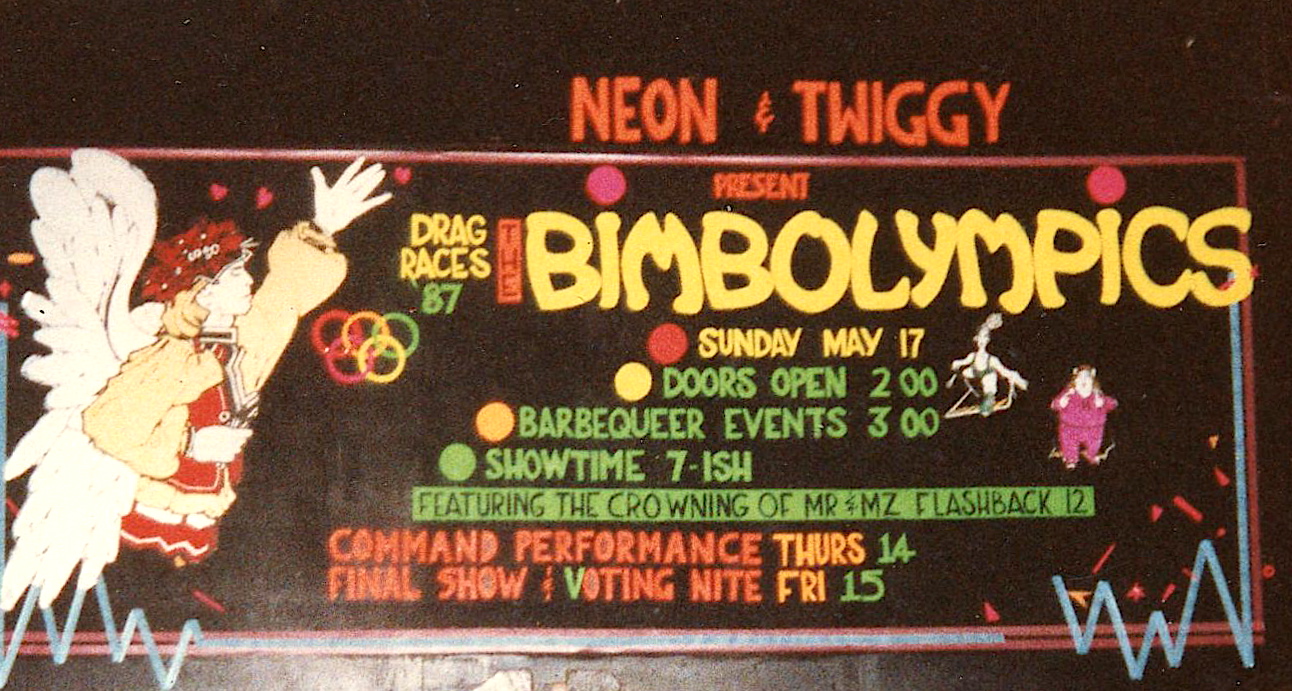 NEON & TWIGGY
PRESENT
DRAG
RACES
87
THE
BIMBOLYMPICS
SUNDAY MAY 17
DOORS OPEN 2 00
BARBEQUEER EVENTS 3 00
SHOWTIME 7-ISH
FEATURING THE CROWNING OF MR & MZ FLASHBACK 12
COMMAND PERFORMANCE THURS 14
FINAL SHOW & VOTING NITE FRI 15